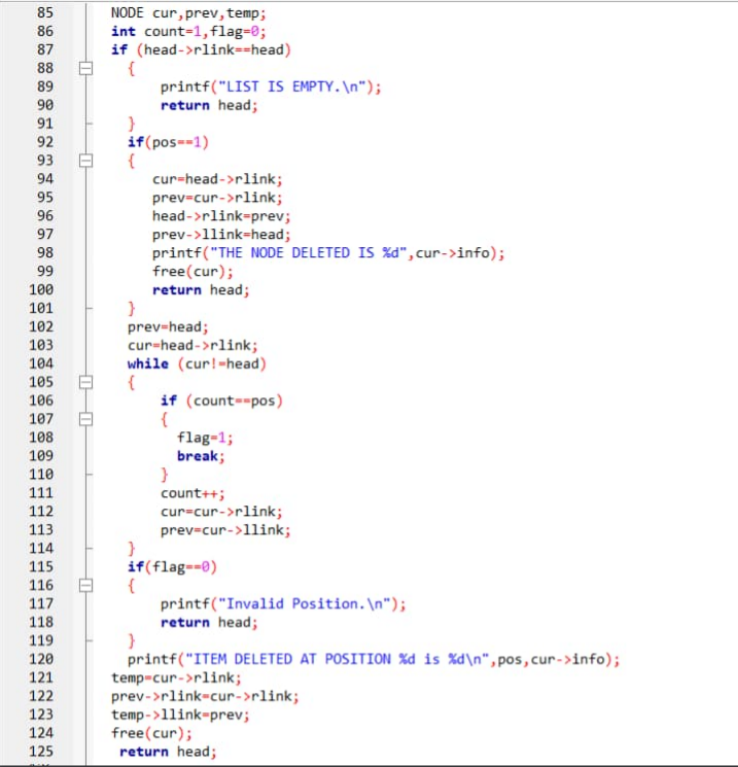 85 NODE cur,prev,temp;
86 int count=1,flag=0;
87 if (head->rlink==head)
88 {
89 printf("LIST IS EMPTY.\n");
90 return head;
91 }
92 if(pos==1)
93 {
94 cur=head->rlink;
95 prev=cur->rlink;
96 head->rlink=prev;
97 prev->llink=head;
98 printf("THE NODE DELETED IS %d",cur->info);
99 free(cur);
100 return head;
101 }
102 prev=head;
103 cur=head->rlink;
104 while (cur!=head)
105 {
106 if (count==pos)
107 {
108 flag=1;
109 break;
110 }
111 count++;
112 cur=cur->rlink;
113 prev=cur->llink;
114 }
115 if(flag==0)
116 {
117 printf("Invalid Position.\n");
118 return head;
119 }
120 printf("ITEM DELETED AT POSITION %d is %d\n",pos,cur->info);
121 temp=cur->rlink;
122 prev->rlink=cur->rlink;
123 temp->llink=prev;
124 free(cur);
125 return head;